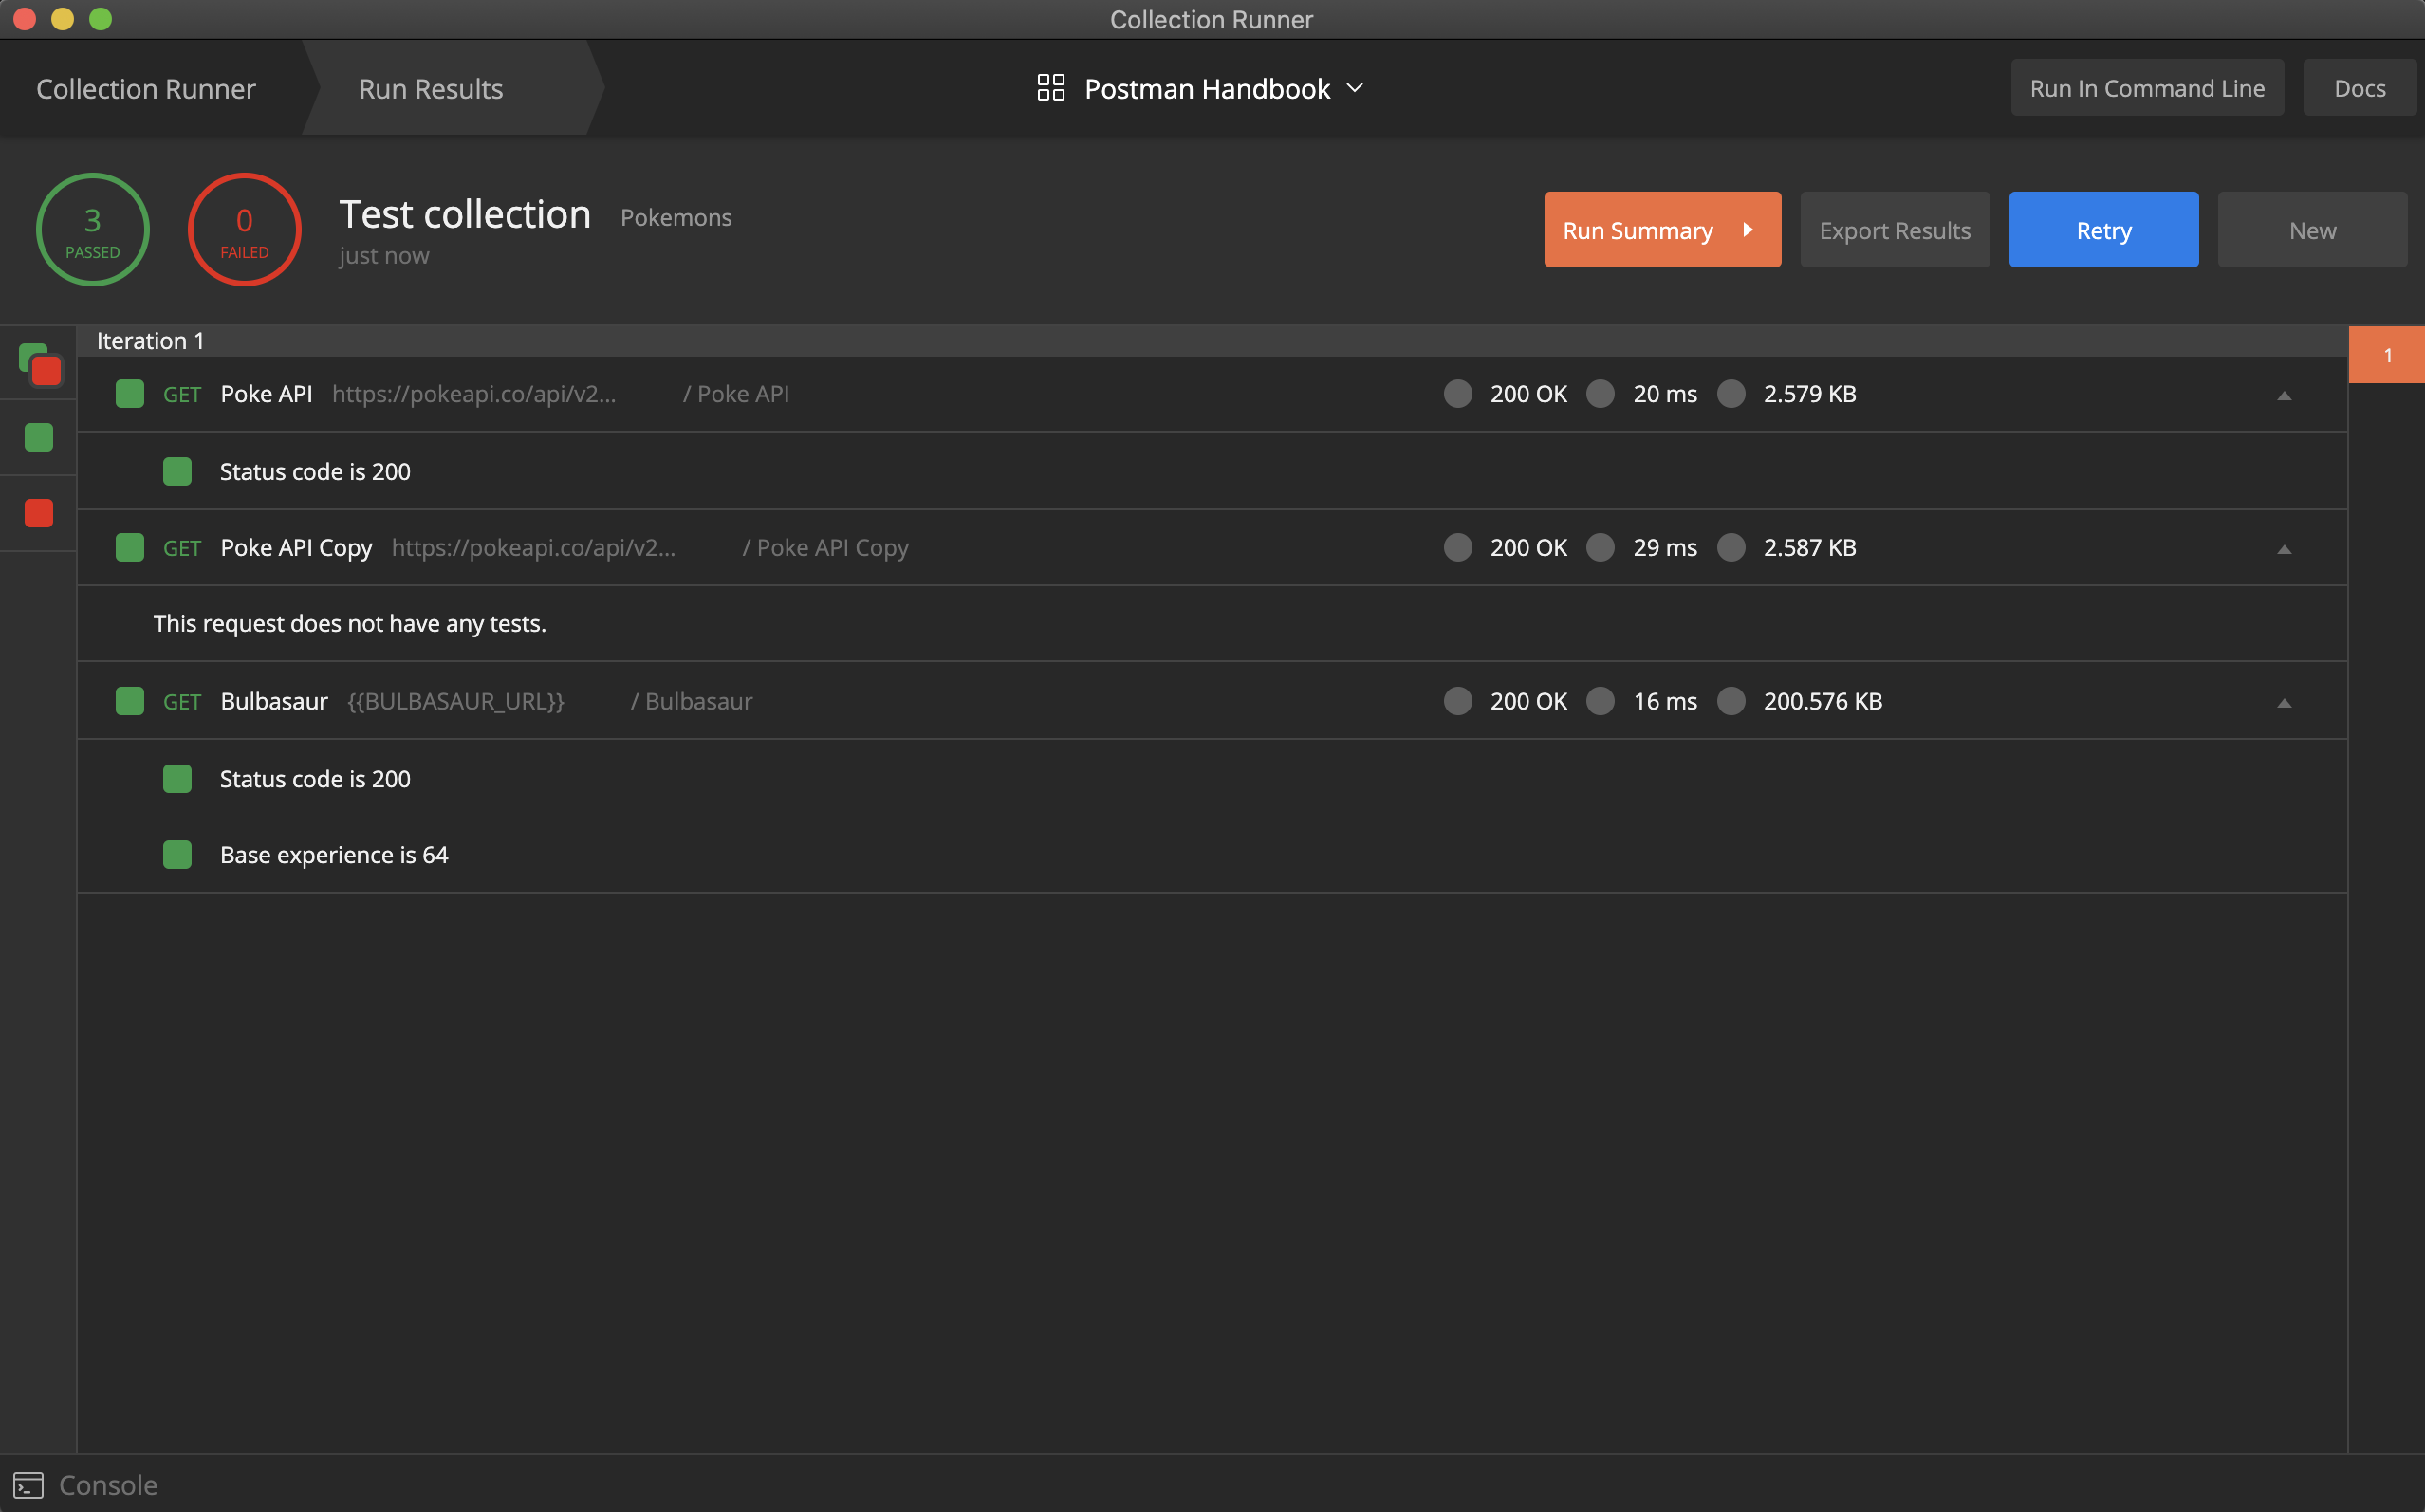 Collection Runner
Collection Runner Run Results Postman Handbook Run In Command Line Docs
3 PASSED
0 FAILED
Test collection Pokemons
just now
Run Summary Export Results Retry New
Iteration 1
1
GET Poke API https://pokeapi.co/api/v2... / Poke API 200 OK 20 ms 2.579 KB
Status code is 200
GET Poke API Copy https://pokeapi.co/api/v2... / Poke API Copy 200 OK 29 ms 2.587 KB
This request does not have any tests.
GET Bulbasaur {{BULBASAUR_URL}} / Bulbasaur 200 OK 16 ms 200.576 KB
Status code is 200
Base experience is 64
Console